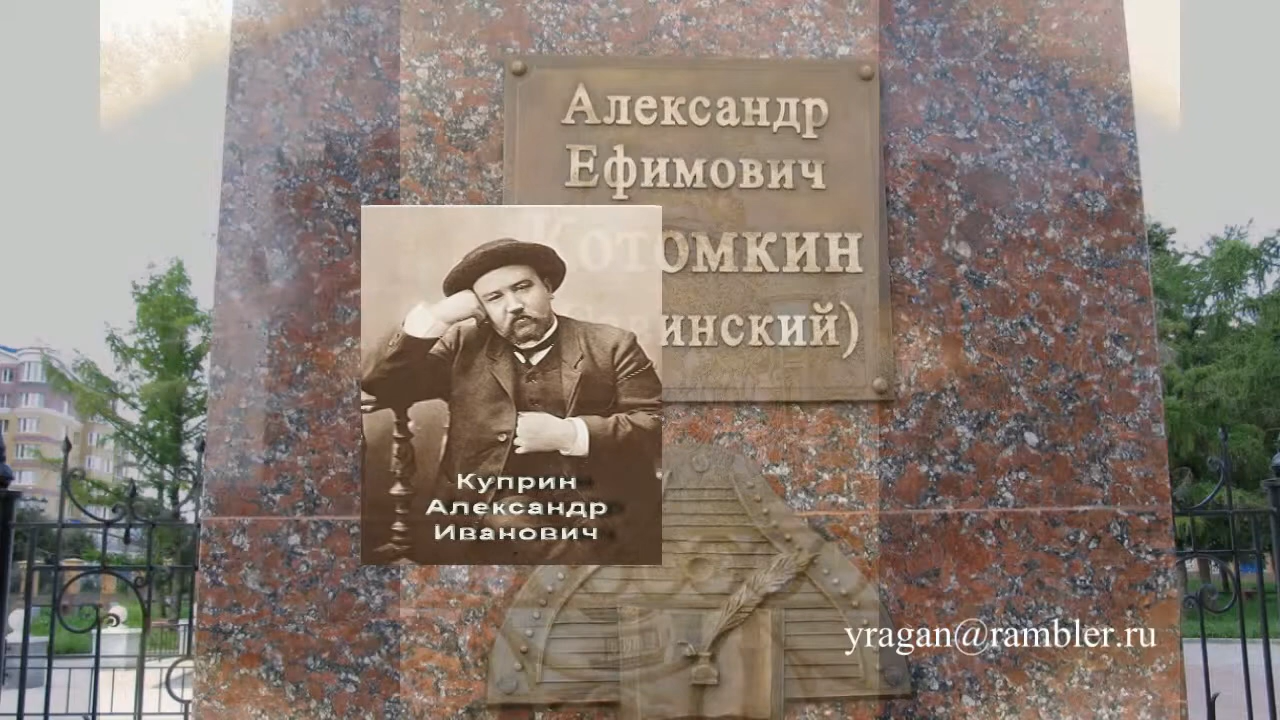 Александр
Ефимович
Котомкин
инский)
Куприн
Александр
Иванович
yragan@rambler.ru